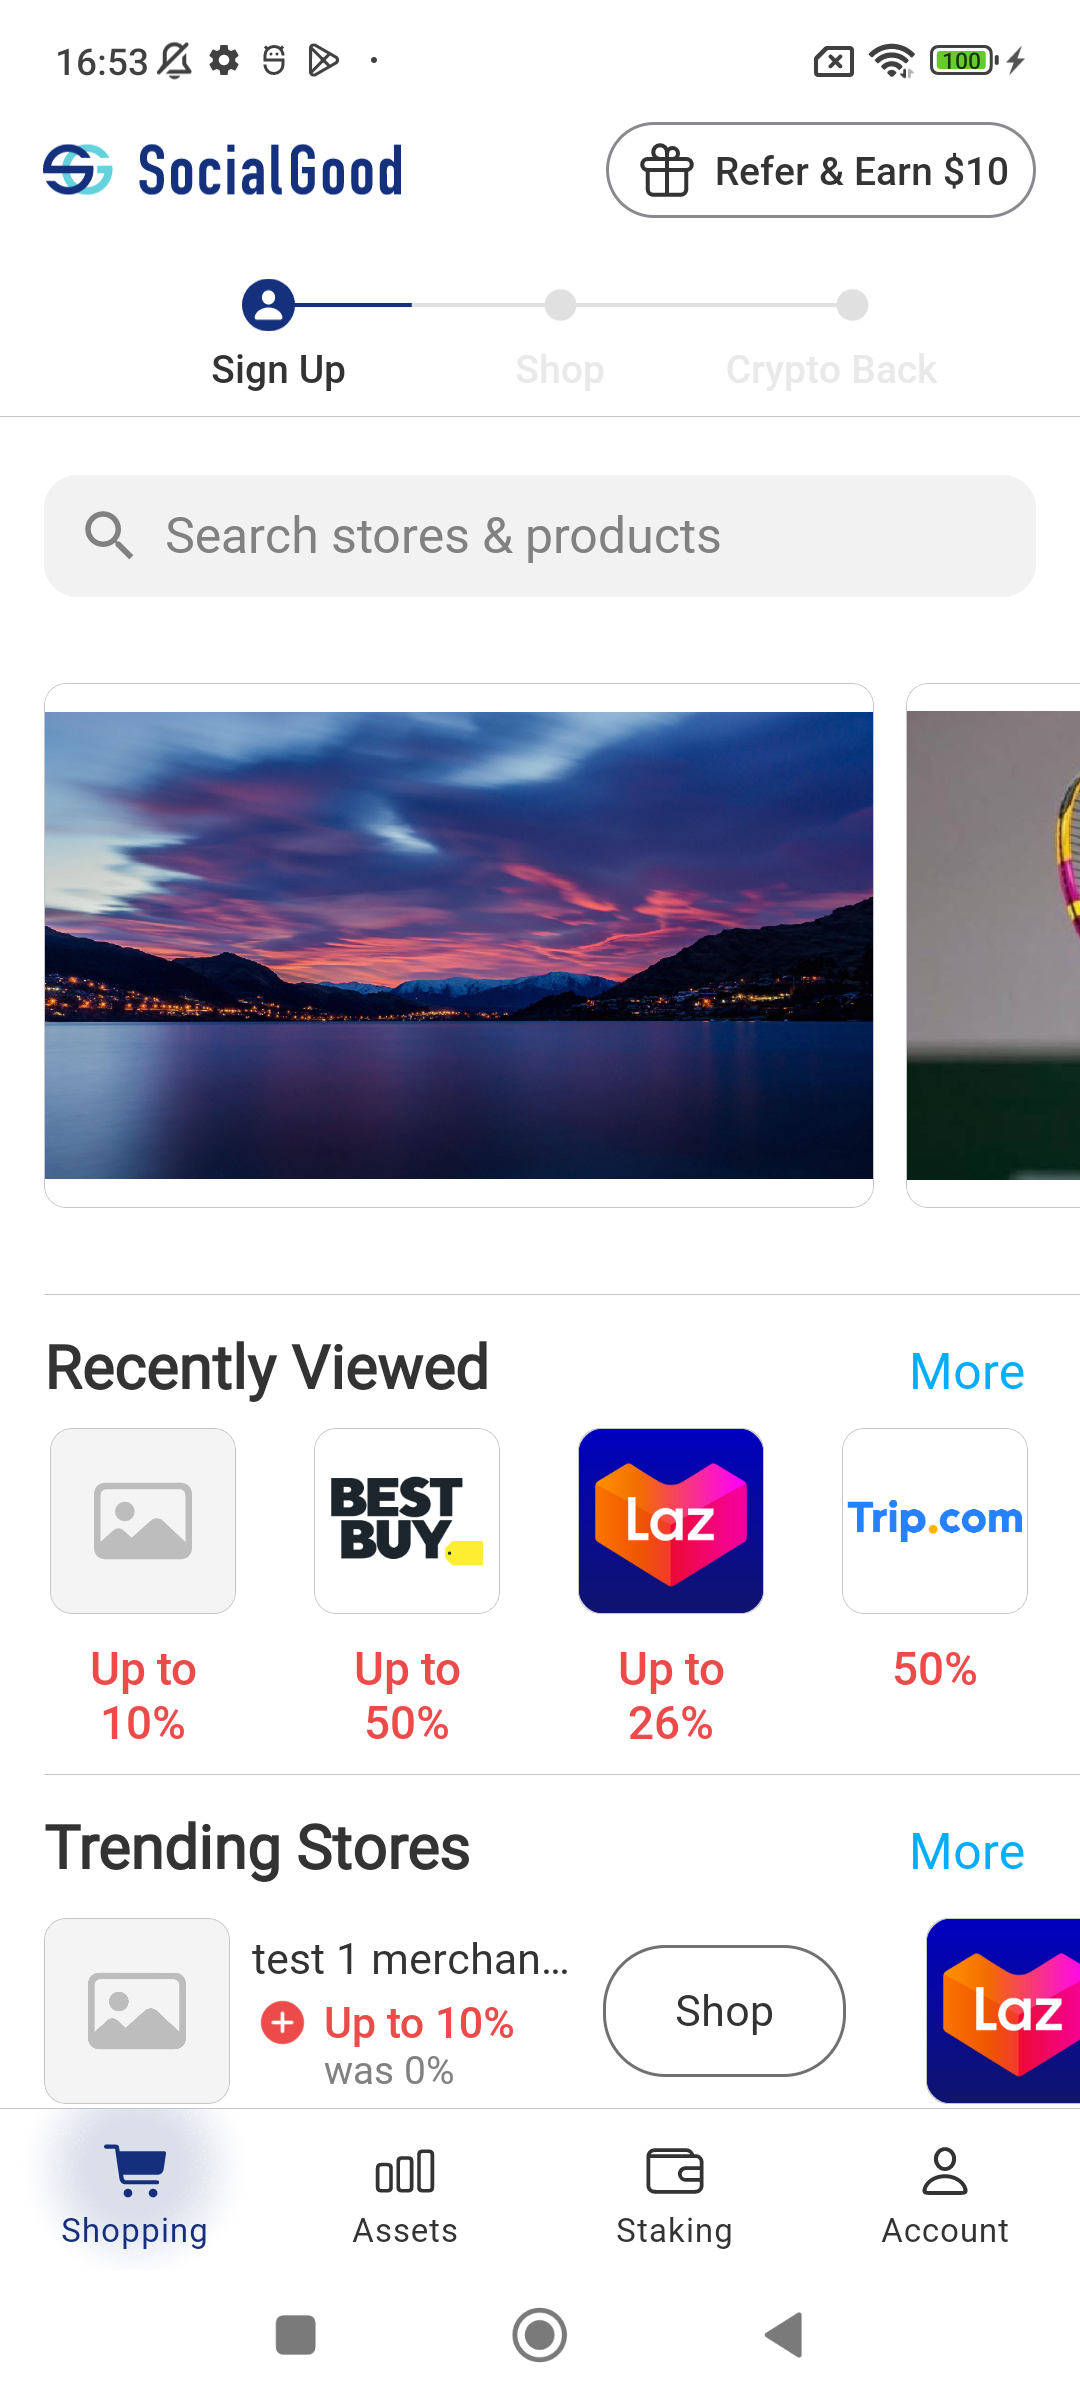 16:53
100
SocialGood
Refer & Earn $10
Sign Up
Shop
Crypto Back
Search stores & products
Recently Viewed
More
BEST
BUY
Laz
Trip.com
Up to
10%
Up to
50%
Up to
26%
50%
Trending Stores
More
test 1 merchan...
Up to 10%
was 0%
Shop
Laz
Shopping
Assets
Staking
Account